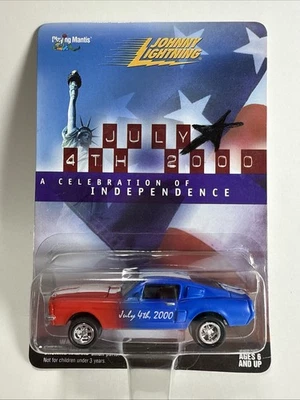 Playing Mantis
JOHNNY
LIGHTNING
JULY
4TH 2000
A CELEBRATION OF
INDEPENDENCE
July 4th 2000
Not for children under 3 years.
AGES 6
AND UP